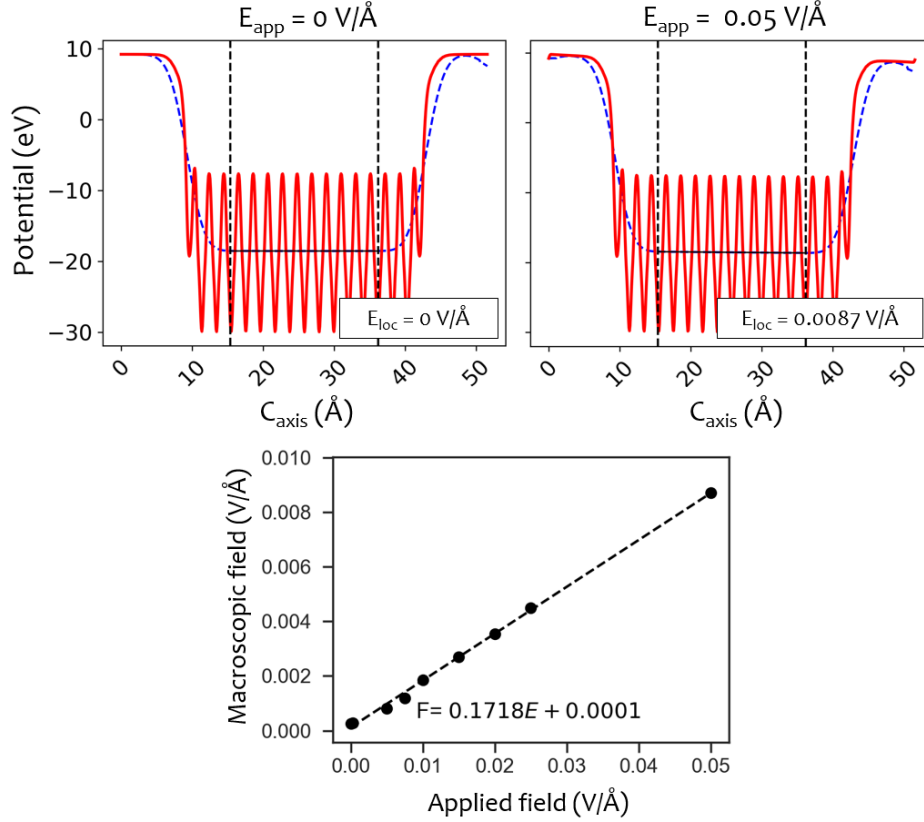 E_app = 0 V/Å
E_app = 0.05 V/Å
Potential (eV)
10
0
−10
−20
−30
E_loc = 0 V/Å
0 10 20 30 40 50
C_axis (Å)
E_loc = 0.0087 V/Å
0 10 20 30 40 50
C_axis (Å)
Macroscopic field (V/Å)
0.010
0.008
0.006
0.004
0.002
0.000
F= 0.1718E + 0.0001
0.00 0.01 0.02 0.03 0.04 0.05
Applied field (V/Å)